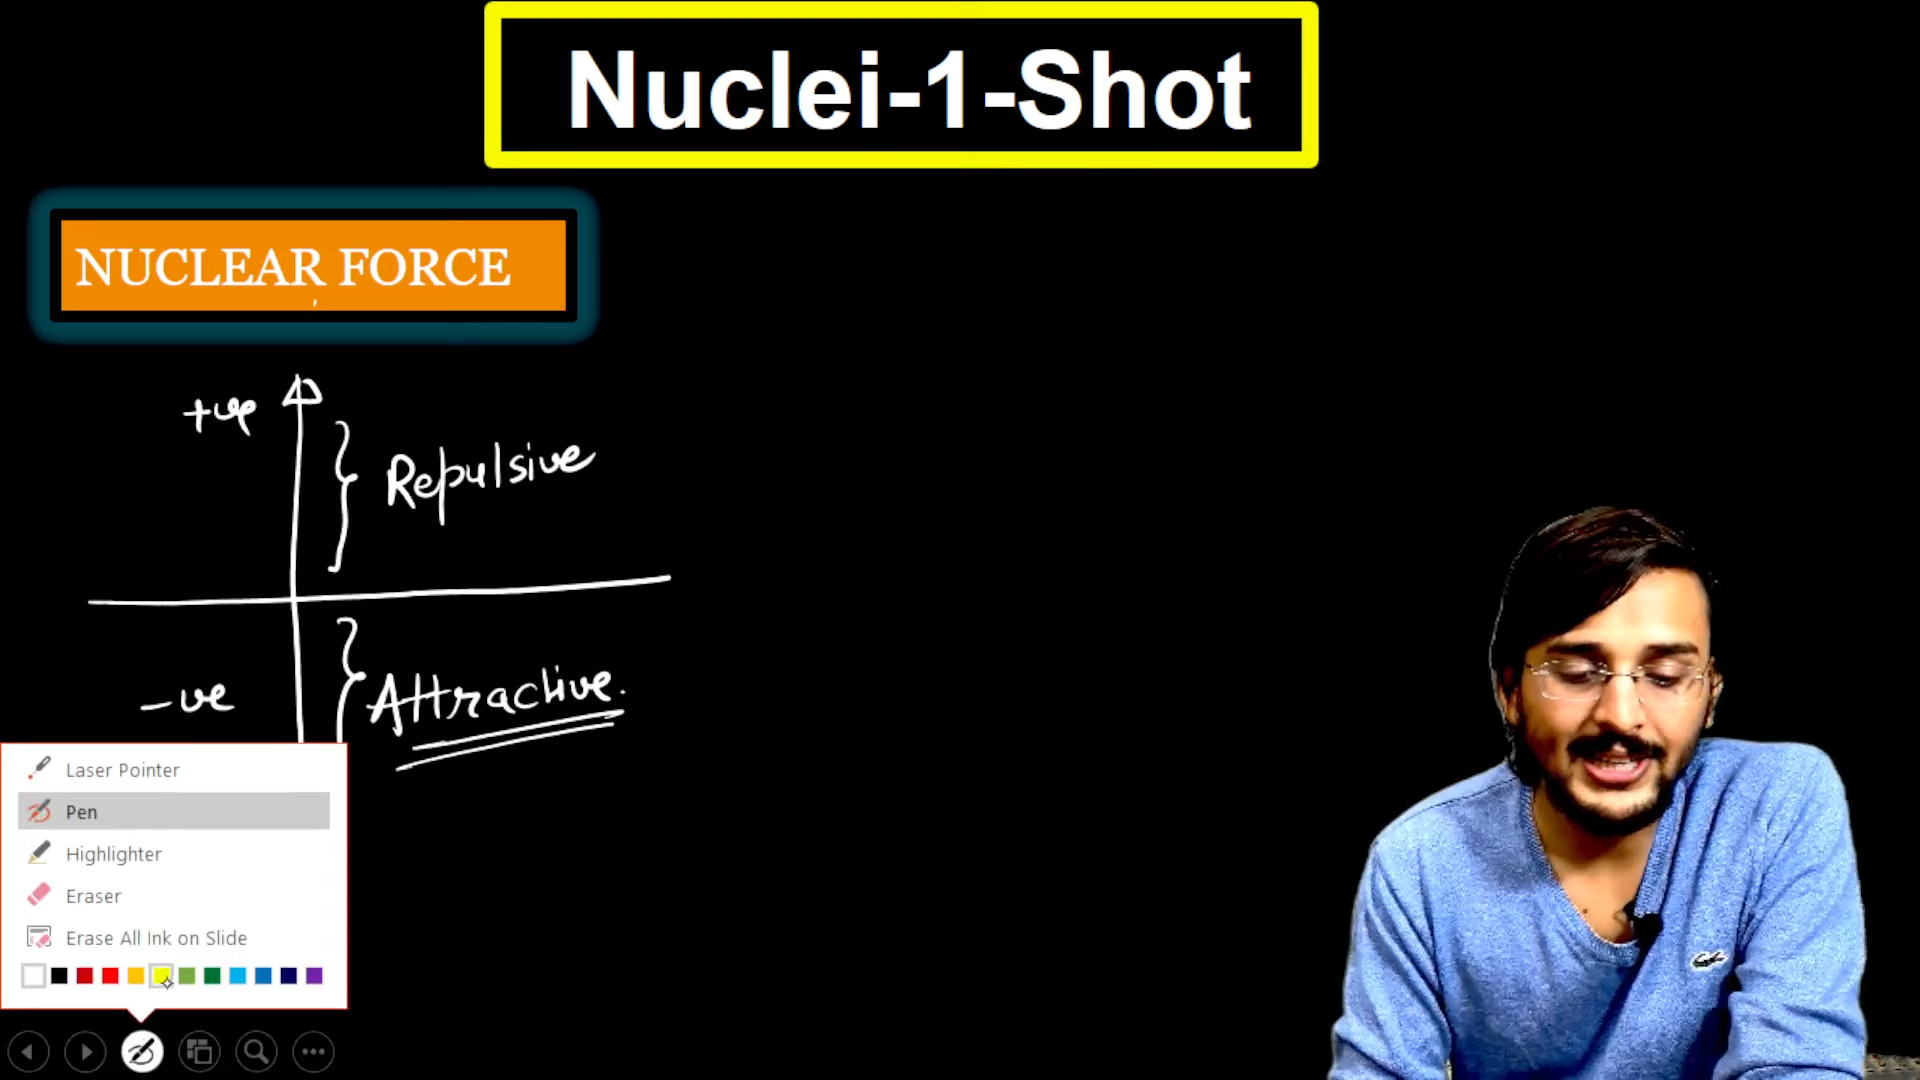 Nuclei-1-Shot
NUCLEAR FORCE
+ve
Repulsive
-ve
Attractive.
Laser Pointer
Pen
Highlighter
Eraser
Erase All Ink on Slide